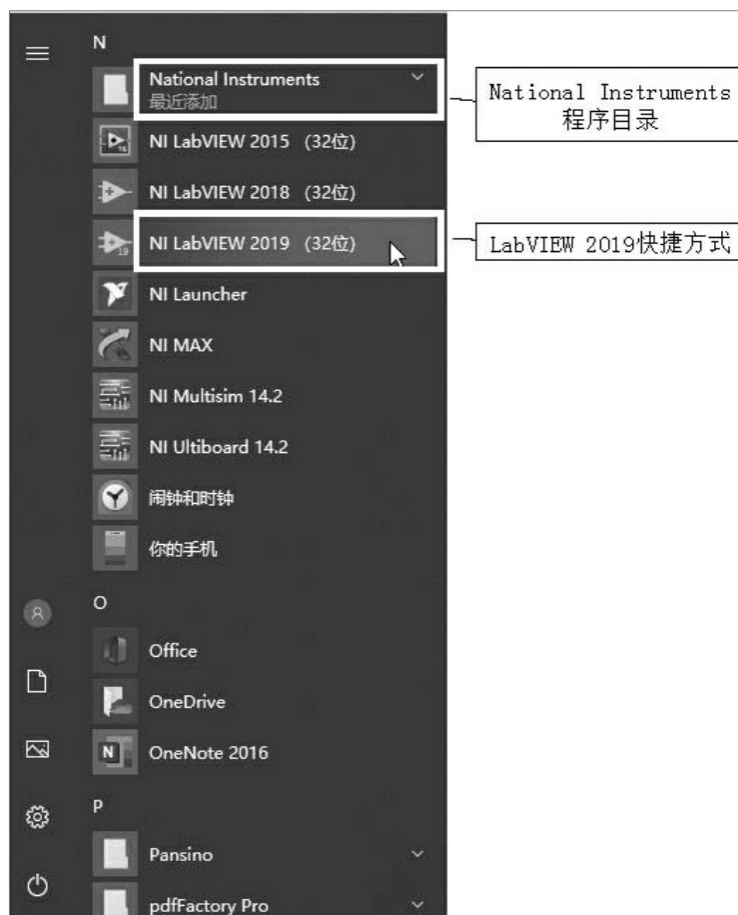 N
National Instruments
最近添加
National Instruments
程序目录
NI LabVIEW 2015 (32位)
NI LabVIEW 2018 (32位)
NI LabVIEW 2019 (32位)
LabVIEW 2019快捷方式
NI Launcher
NI MAX
NI Multisim 14.2
NI Ultiboard 14.2
闹钟和时钟
你的手机
O
Office
OneDrive
N
OneNote 2016
P
Pansino
pdfFactory Pro